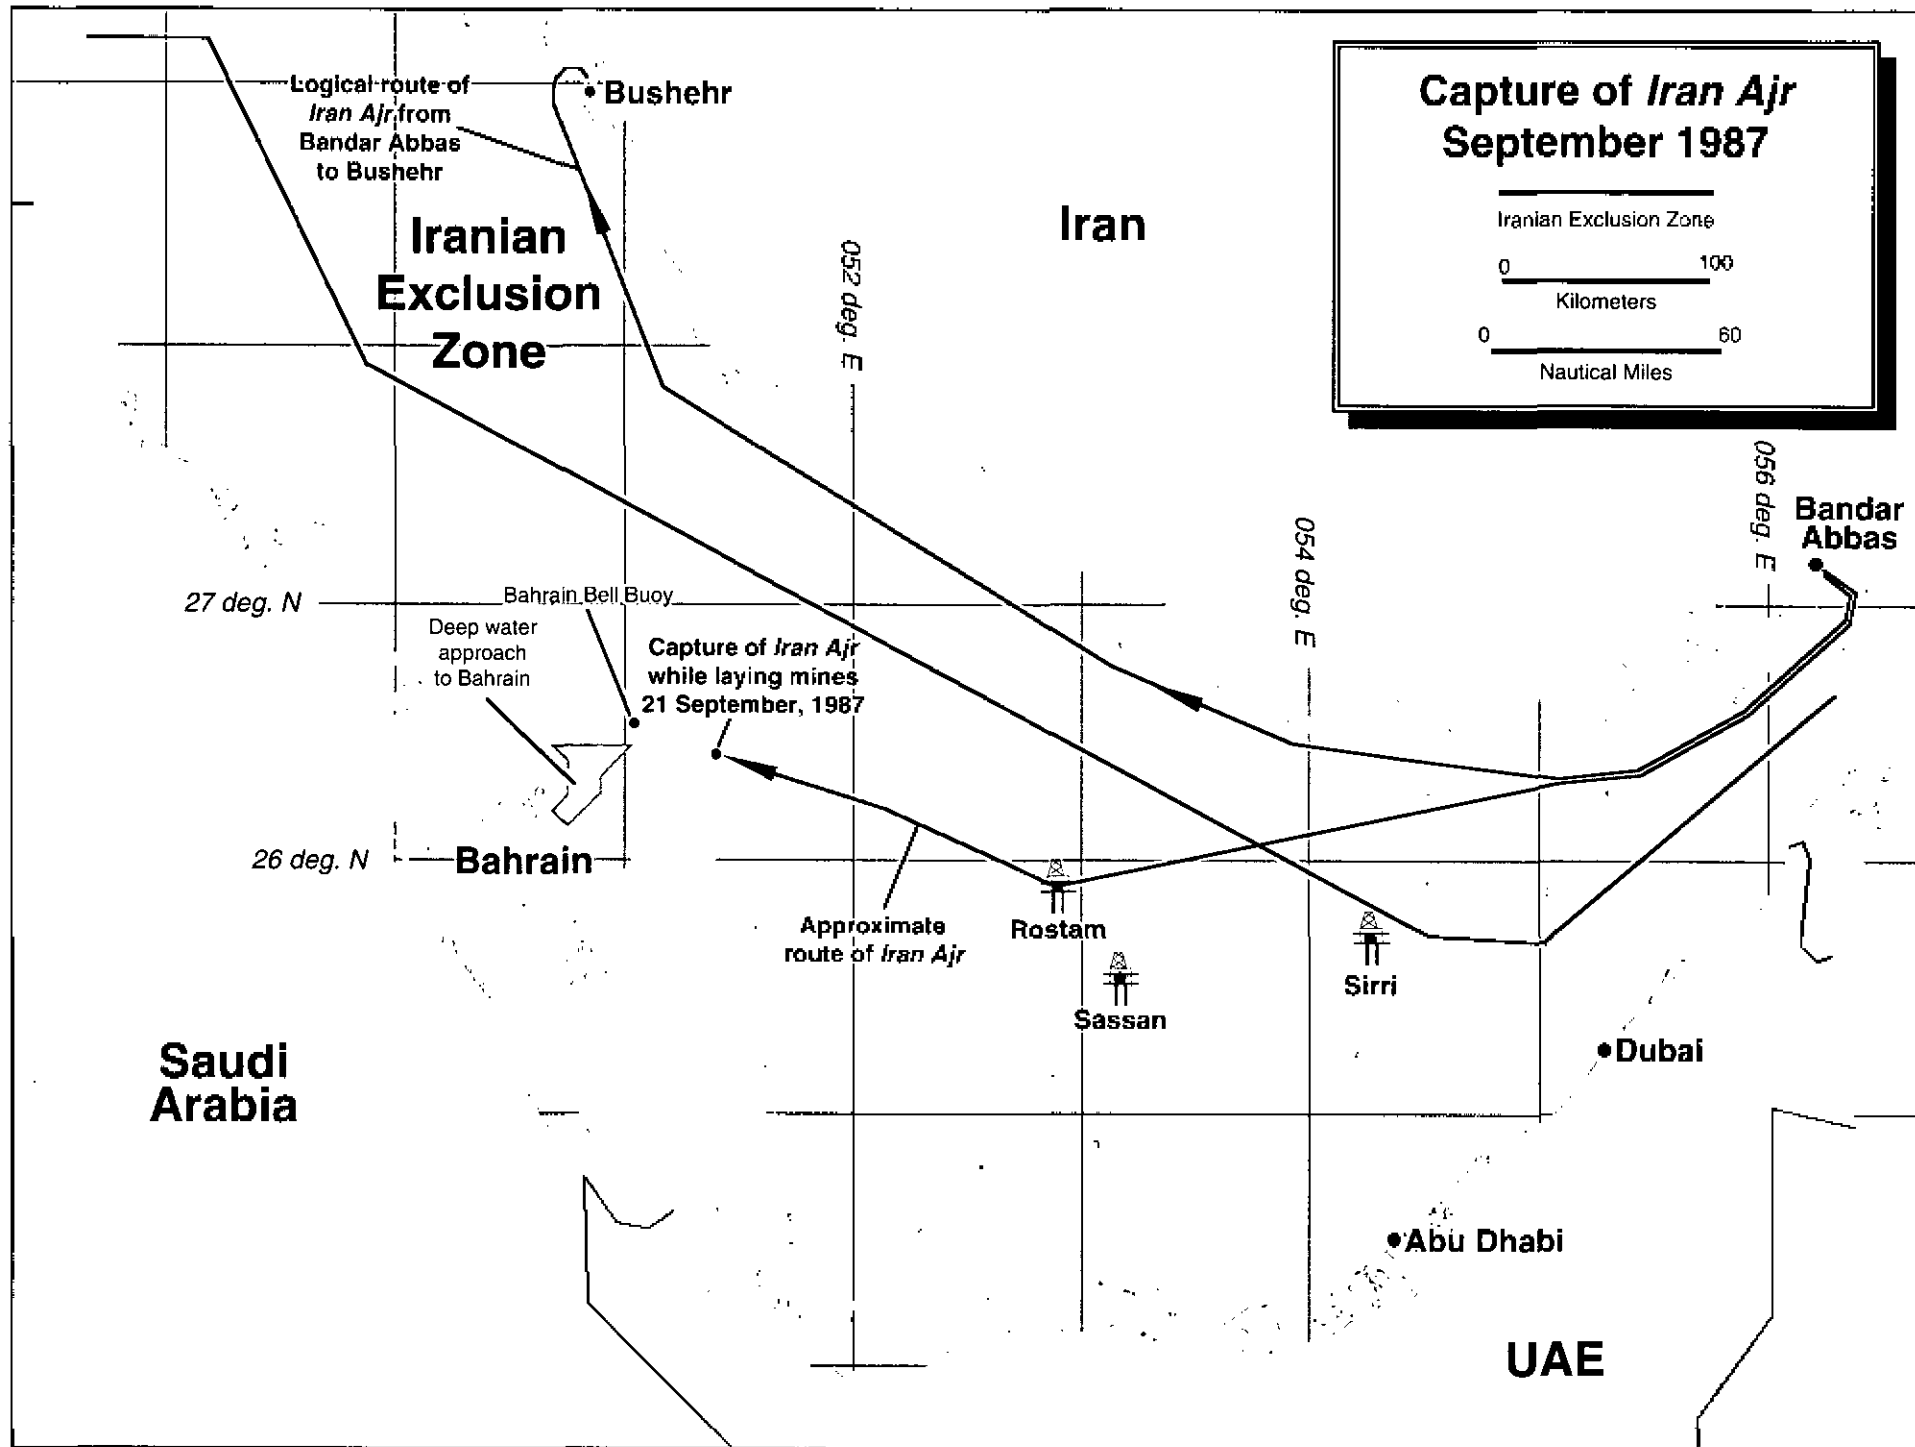 Capture of Iran Ajr
September 1987
Iranian Exclusion Zone
0 100
Kilometers
0 60
Nautical Miles
Logical route of
Iran Ajr from
Bandar Abbas
to Bushehr
Bushehr
Iranian
Exclusion
Zone
Iran
052 deg. E
054 deg. E
056 deg. E
Bandar
Abbas
27 deg. N
Bahrain Bell Buoy
Deep water
approach
to Bahrain
Capture of Iran Ajr
while laying mines
21 September, 1987
26 deg. N
Bahrain
Approximate
route of Iran Ajr
Rostam
Sassan
Sirri
Saudi
Arabia
Dubai
Abu Dhabi
UAE